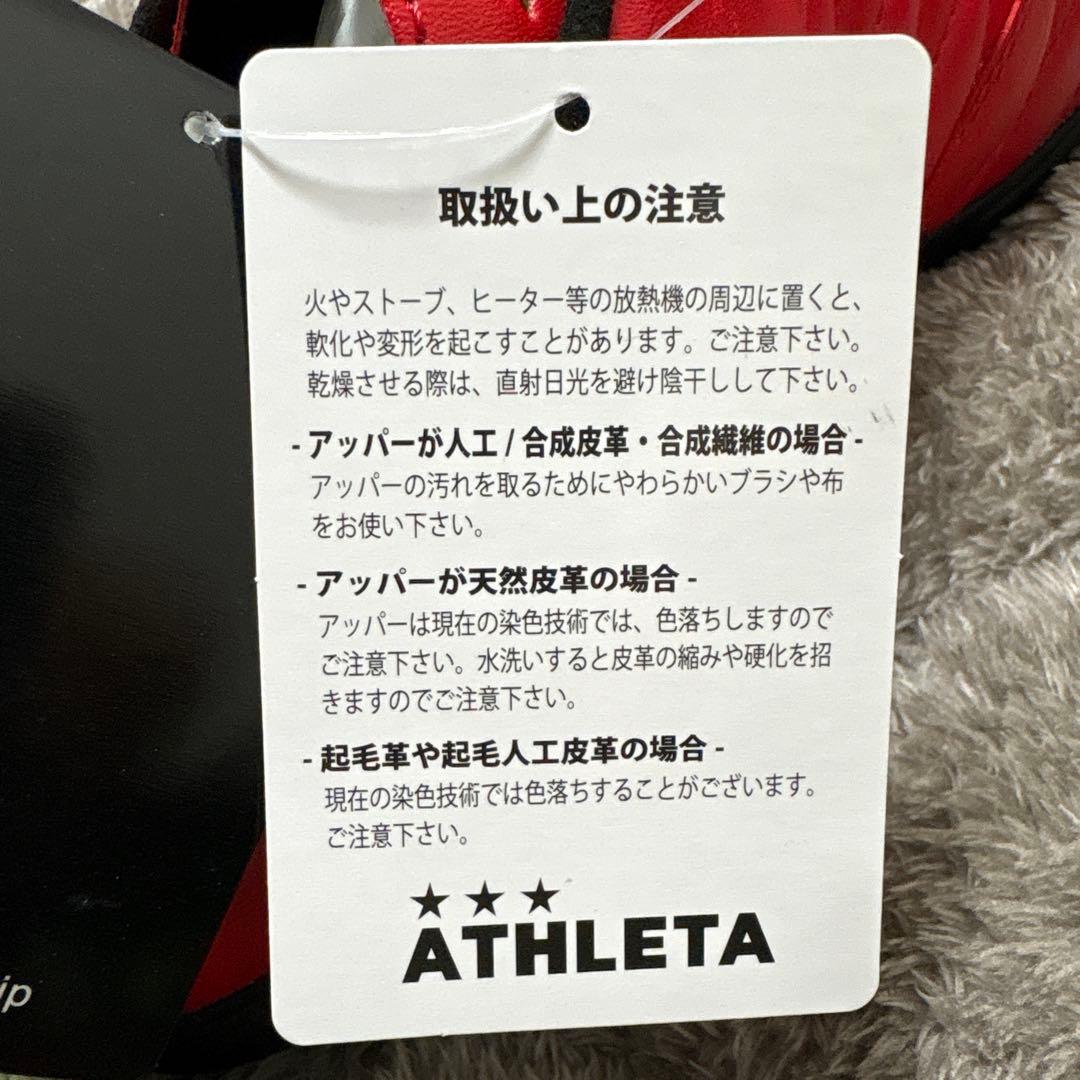 取扱い上の注意
火やストーブ、ヒーター等の放熱機の周辺に置くと、
軟化や変形を起こすことがあります。ご注意下さい。
乾燥させる際は、直射日光を避け陰干しして下さい。
- アッパーが人工 / 合成皮革・合成繊維の場合 -
アッパーの汚れを取るためにやわらかいブラシや布
をお使い下さい。
- アッパーが天然皮革の場合 -
アッパーは現在の染色技術では、色落ちしますので
ご注意下さい。水洗いすると皮革の縮みや硬化を招
きますのでご注意下さい。
- 起毛革や起毛人工皮革の場合 -
現在の染色技術では色落ちすることがございます。
ご注意下さい。
★★★
ATHLETA
ip